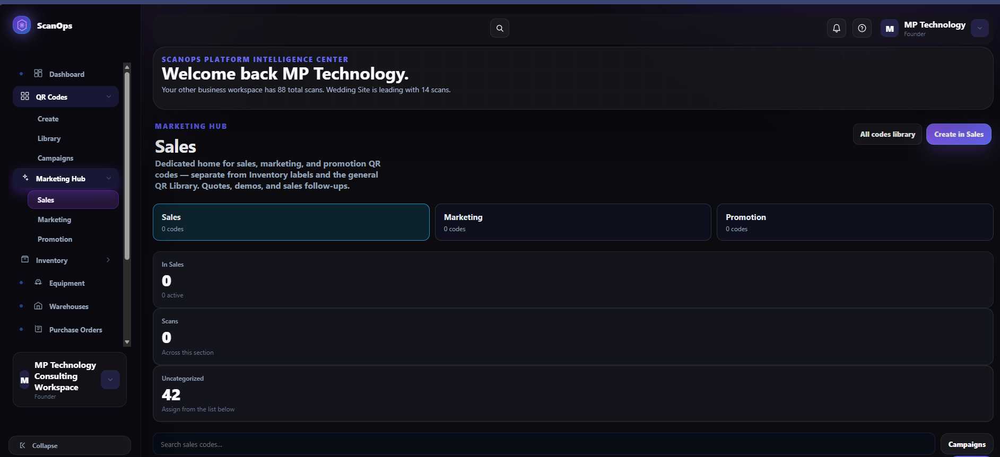 ScanOps
Dashboard
QR Codes
Create
Library
Campaigns
Marketing Hub
Sales
Marketing
Promotion
Inventory
Equipment
Warehouses
Purchase Orders
M
MP Technology
Consulting
Workspace
Founder
Collapse
M
MP Technology
Founder
SCANOPS PLATFORM INTELLIGENCE CENTER
Welcome back MP Technology.
Your other business workspace has 88 total scans. Wedding Site is leading with 14 scans.
MARKETING HUB
Sales
Dedicated home for sales, marketing, and promotion QR
codes — separate from Inventory labels and the general
QR Library. Quotes, demos, and sales follow-ups.
All codes library
Create in Sales
Sales
0 codes
Marketing
0 codes
Promotion
0 codes
In Sales
0
0 active
Scans
0
Across this section
Uncategorized
42
Assign from the list below
Search sales codes...
Campaigns